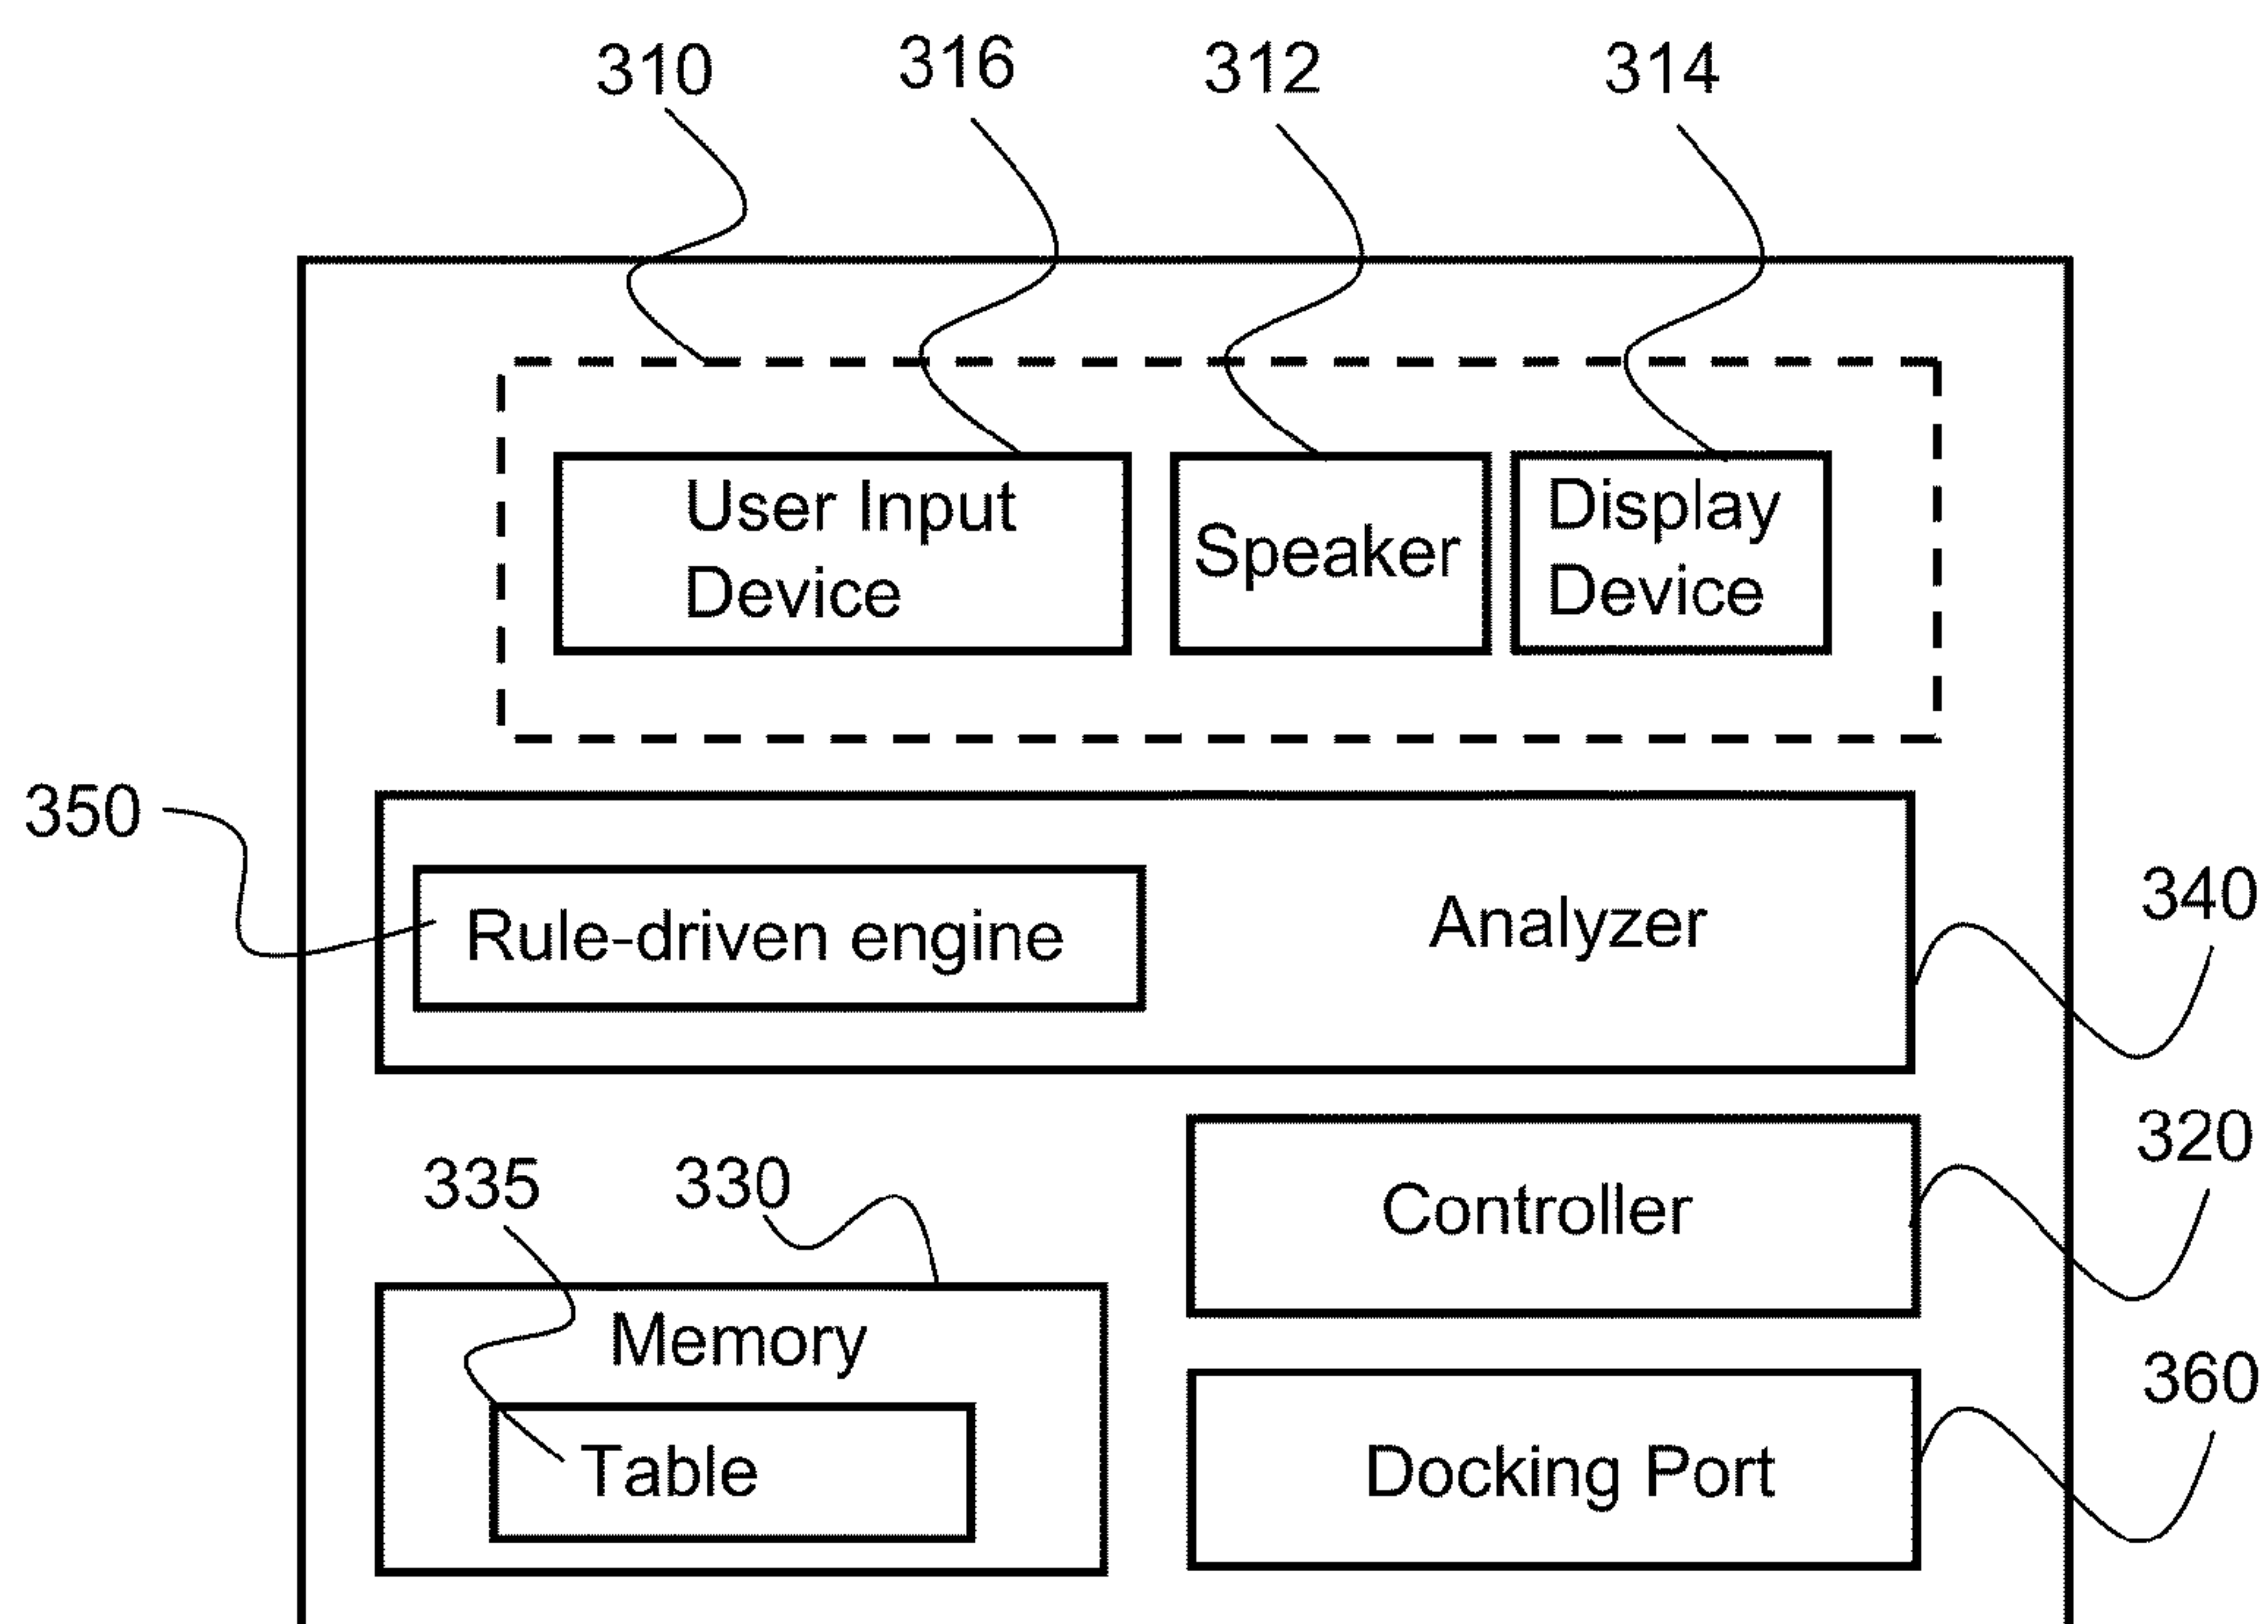 310
316
312
314
User Input
Device
Speaker
Display
Device
350
Rule-driven engine
Analyzer
340
335
330
320
Controller
Memory
360
Table
Docking Port